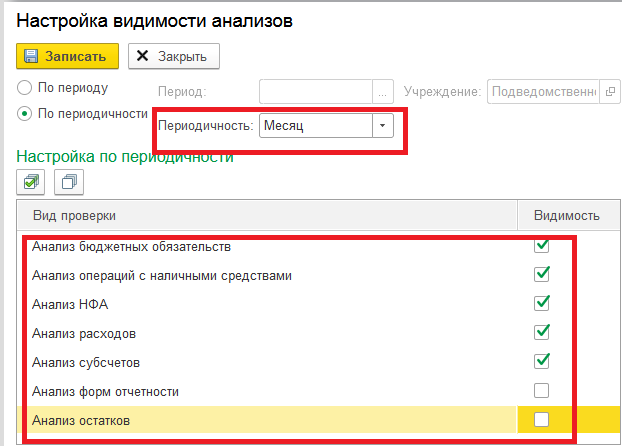 Настройка видимости анализов
Записать Закрыть
По периоду Период: ... Учреждение: Подведомственн
По периодичности Периодичность: Месяц
Настройка по периодичности
Вид проверки Видимость
Анализ бюджетных обязательств
Анализ операций с наличными средствами
Анализ НФА
Анализ расходов
Анализ субсчетов
Анализ форм отчетности
Анализ остатков